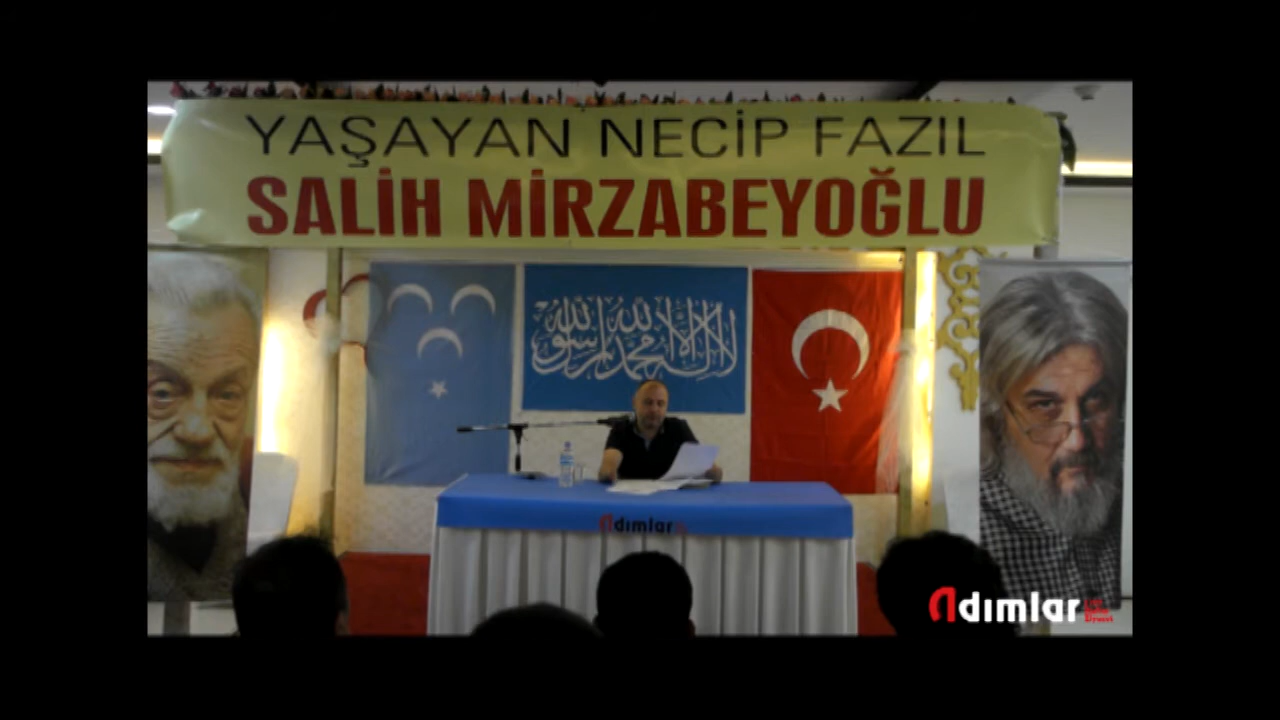 YAŞAYAN NECİP FAZIL
SALİH MİRZABEYOĞLU
لا إله إلا الله محمد رسول الله
Adımlar
Adımlar